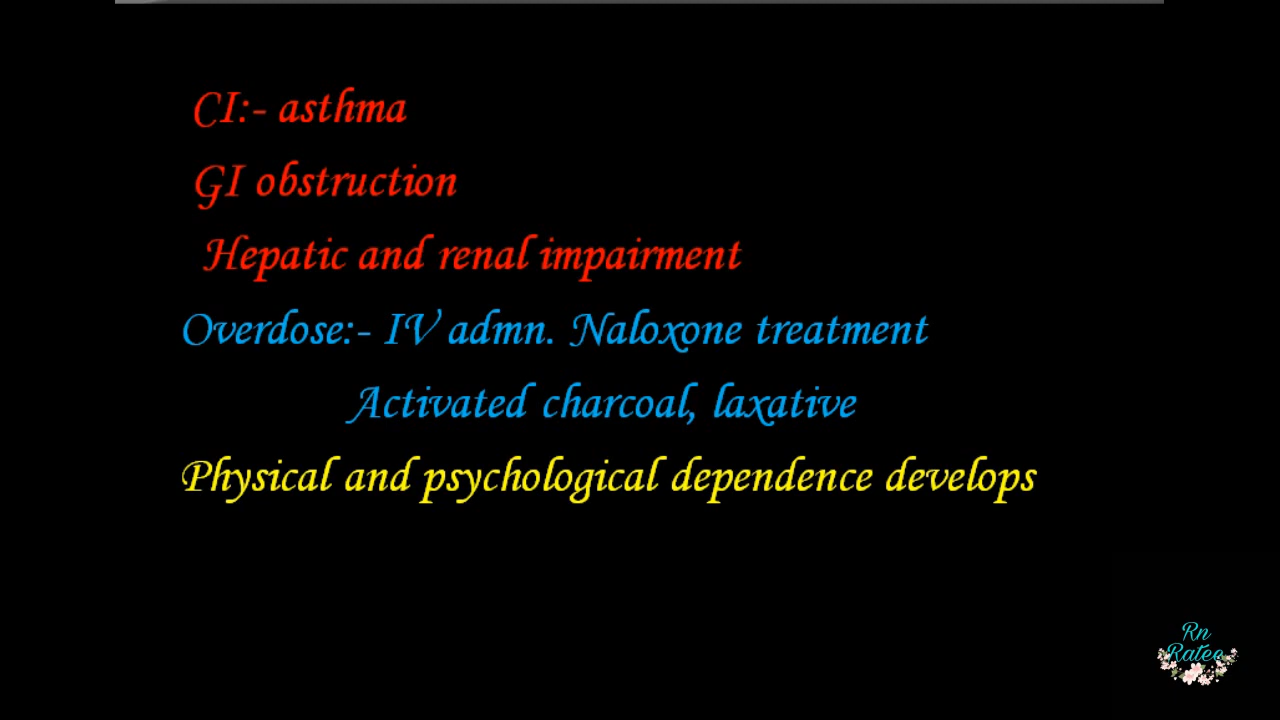 CI:- asthma
GI obstruction
Hepatic and renal impairment
Overdose:- IV admn. Naloxone treatment
Activated charcoal, laxative
Physical and psychological dependence develops
Rn
Ratee